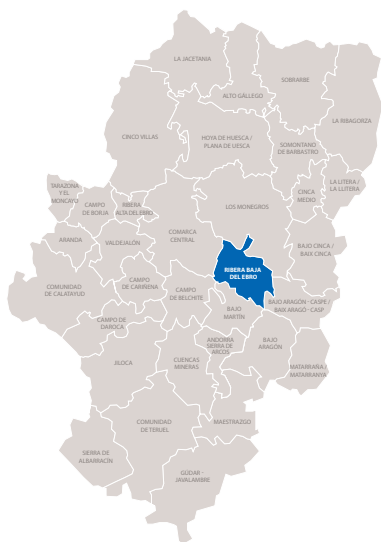 LA JACETANIA
SOBRARBE
ALTO GALLEGO
LA RIBAGORZA
CINCO VILLAS
HOYA DE HUESCA /
PLANA DE UESCA
SOMONTANO
DE BARBASTRO
TARAZONA
Y EL
MONCAYO
CAMPO
DE BORJA
RIBERA
ALTA DEL EBRO
LOS MONEGROS
CINCA
MEDIO
LA LITERA /
LA LLITERA
ARANDA
VALDEJALÓN
COMARCA
CENTRAL
BAJO CINCA /
BAIX CINCA
RIBERA BAJA
DEL EBRO
COMUNIDAD
DE CALATAYUD
CAMPO
DE CARIÑENA
CAMPO
DE BELCHITE
BAJO ARAGÓN - CASPE /
BAIX ARAGÓ - CASP
BAJO
MARTÍN
CAMPO DE
DAROCA
ANDORRA
SIERRA DE
ARCOS
BAJO
ARAGÓN
JILOCA
CUENCAS
MINERAS
MATARRAÑA /
MATARRANYA
COMUNIDAD
DE TERUEL
MAESTRAZGO
SIERRA DE
ALBARRACÍN
GÚDAR -
JAVALAMBRE